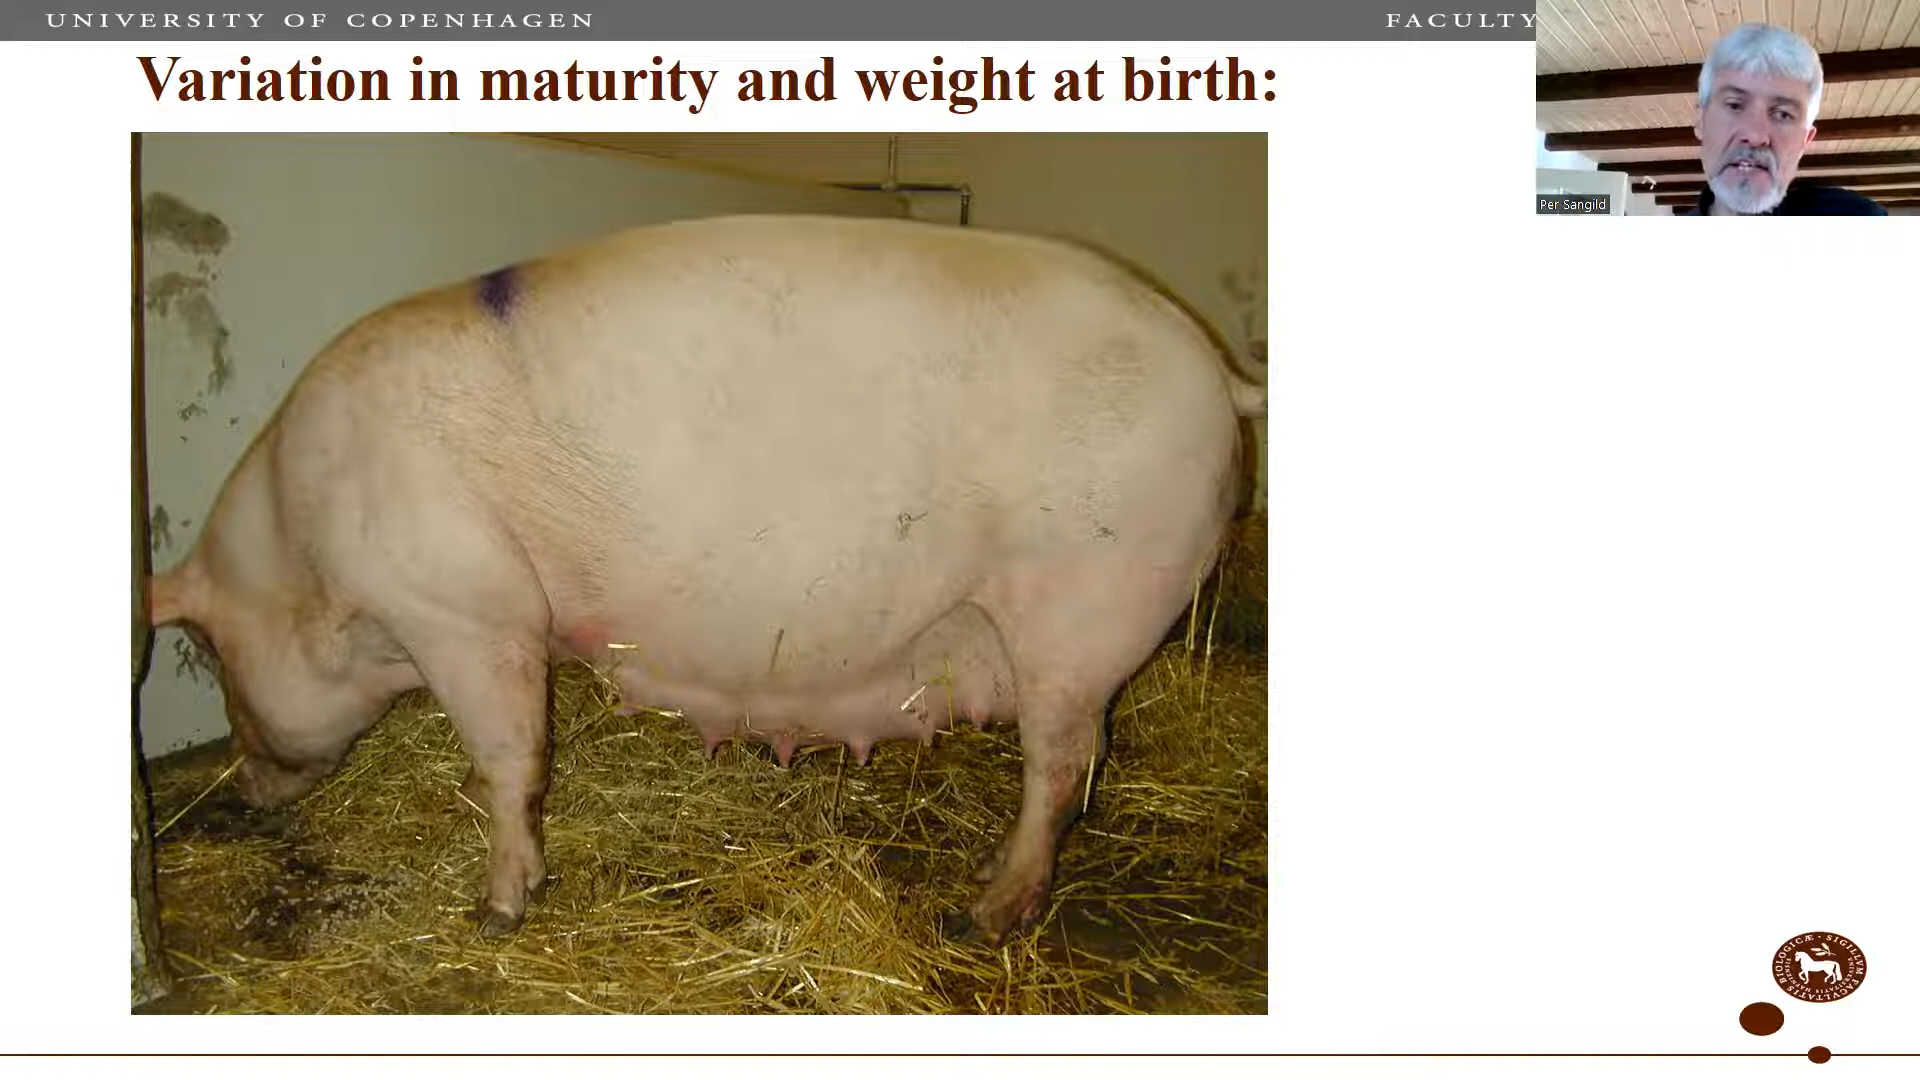 UNIVERSITY OF COPENHAGEN
FACULTY
Variation in maturity and weight at birth:
Per Sangild